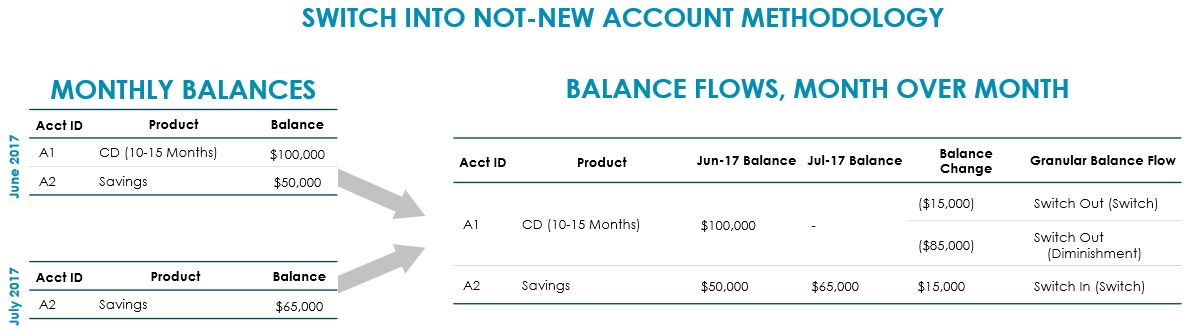 SWITCH INTO NOT-NEW ACCOUNT METHODOLOGY
MONTHLY BALANCES
June 2017
Acct ID Product Balance
A1 CD (10-15 Months) $100,000
A2 Savings $50,000
July 2017
Acct ID Product Balance
A2 Savings $65,000
BALANCE FLOWS, MONTH OVER MONTH
Acct ID Product Jun-17 Balance Jul-17 Balance Balance Change Granular Balance Flow
A1 CD (10-15 Months) $100,000 -
($15,000) Switch Out (Switch)
($85,000) Switch Out
(Diminishment)
A2 Savings $50,000 $65,000 $15,000 Switch In (Switch)